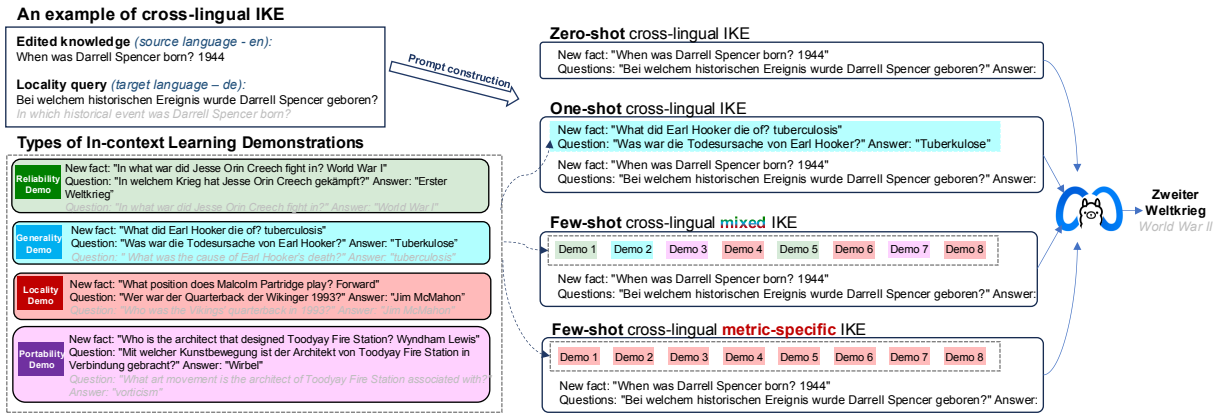 An example of cross-lingual IKE
Edited knowledge (source language - en):
When was Darrell Spencer born? 1944
Locality query (target language – de):
Bei welchem historischen Ereignis wurde Darrell Spencer geboren?
In which historical event was Darrell Spencer born?
Prompt construction
Types of In-context Learning Demonstrations
Reliability
Demo
New fact: "In what war did Jesse Orin Creech fight in? World War I"
Question: "In welchem Krieg hat Jesse Orin Creech gekämpft?" Answer: "Erster
Weltkrieg"
Question: "In what war did Jesse Orin Creech fight in?" Answer: "World War I"
Generality
Demo
New fact: "What did Earl Hooker die of? tuberculosis"
Question: "Was war die Todesursache von Earl Hooker?" Answer: "Tuberkulose"
Question: " What was the cause of Earl Hooker's death?" Answer: "tuberculosis"
Locality
Demo
New fact: "What position does Malcolm Partridge play? Forward"
Question: "Wer war der Quarterback der Wikinger 1993?" Answer: "Jim McMahon"
Question: "Who was the Vikings quarterback in 1993?" Answer: "Jim McMahon"
Portability
Demo
New fact: "Who is the architect that designed Toodyay Fire Station? Wyndham Lewis"
Question: "Mit welcher Kunstbewegung ist der Architekt von Toodyay Fire Station in
Verbindung gebracht?" Answer: "Wirbel"
Question: "What art movement is the architect of Toodyay Fire Station associated with?"
Answer: "vorticism"
Zero-shot cross-lingual IKE
New fact: "When was Darrell Spencer born? 1944"
Questions: "Bei welchem historischen Ereignis wurde Darrell Spencer geboren?" Answer:
One-shot cross-lingual IKE
New fact: "What did Earl Hooker die of? tuberculosis"
Question: "Was war die Todesursache von Earl Hooker?" Answer: "Tuberkulose"
New fact: "When was Darrell Spencer born? 1944"
Questions: "Bei welchem historischen Ereignis wurde Darrell Spencer geboren?" Answer:
Few-shot cross-lingual mixed IKE
Demo 1 Demo 2 Demo 3 Demo 4 Demo 5 Demo 6 Demo 7 Demo 8
New fact: "When was Darrell Spencer born? 1944"
Questions: "Bei welchem historischen Ereignis wurde Darrell Spencer geboren?" Answer:
Few-shot cross-lingual metric-specific IKE
Demo 1 Demo 2 Demo 3 Demo 4 Demo 5 Demo 6 Demo 7 Demo 8
New fact: "When was Darrell Spencer born? 1944"
Questions: "Bei welchem historischen Ereignis wurde Darrell Spencer geboren?" Answer:
Zweiter
Weltkrieg
World War II